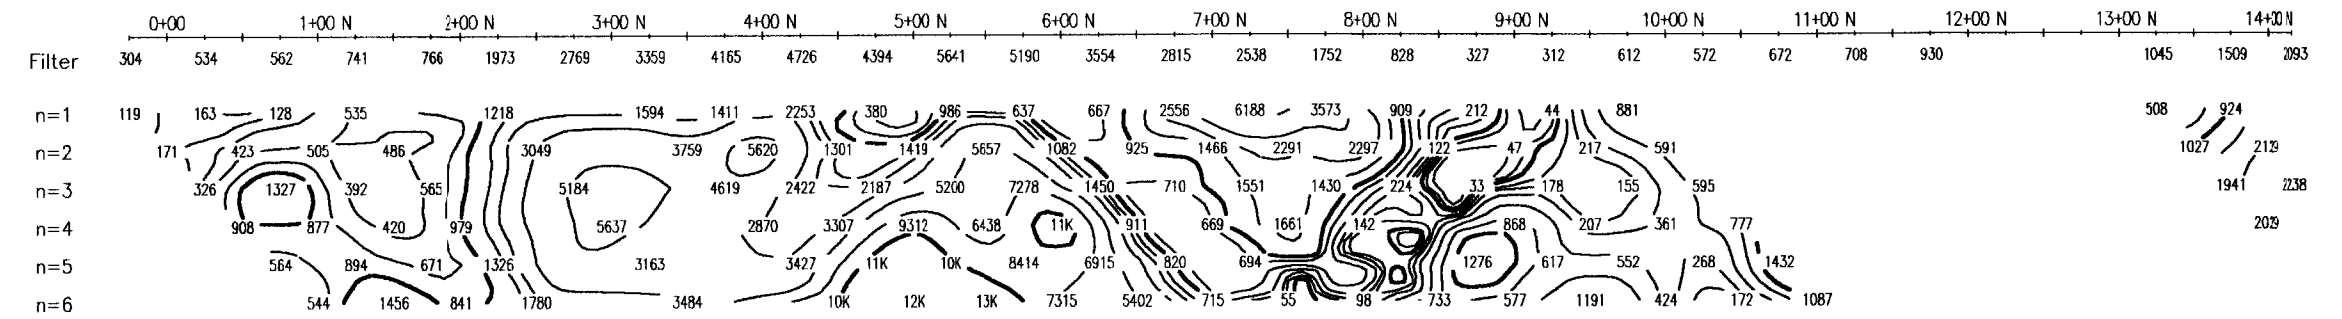 0+00 1+00 N 2+00 N 3+00 N 4+00 N 5+00 N 6+00 N 7+00 N 8+00 N 9+00 N 10+00 N 11+00 N 12+00 N 13+00 N 14+00 N
Filter 304 534 562 741 766 1973 2769 3359 4165 4726 4394 5641 5190 3554 2815 2538 1752 828 327 312 612 572 672 708 930 1045 1509 2093
n=1 119 163 128 535 1218 1594 1411 2253 380 986 637 667 2556 6188 3573 909 212 44 881 508 924
n=2 171 423 505 486 3049 3759 5620 1301 1419 5657 1082 925 1466 2291 2297 122 47 217 591 1027
n=3 326 1327 392 565 5184 4619 2422 2187 5200 7278 1450 710 1551 1430 224 33 178 155 595 1941 2238
n=4 908 877 420 979 5637 2870 3307 9312 6438 11K 911 669 1661 142 868 207 361 777
n=5 564 894 671 1326 3163 3427 11K 10K 8414 6915 820 694 1276 617 552 268 1432
n=6 544 1456 841 1780 3484 10K 12K 13K 7315 5402 715 55 98 733 577 1191 424 172 1087